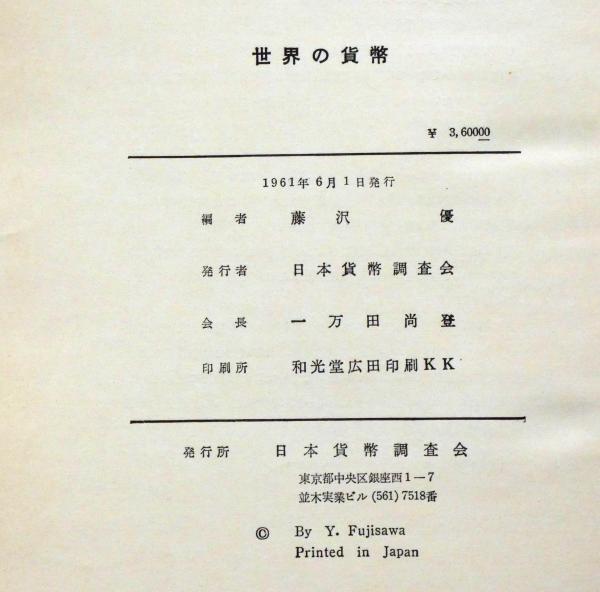 世界の貨幣
¥ 3,60000
1961年6月1日発行
編者 藤沢 優
発行者 日本貨幣調査会
会長 一万田尚登
印刷所 和光堂広田印刷KK
発行所 日本貨幣調査会
東京都中央区銀座西1―7
並木実業ビル (561) 7518番
© By Y. Fujisawa
Printed in Japan